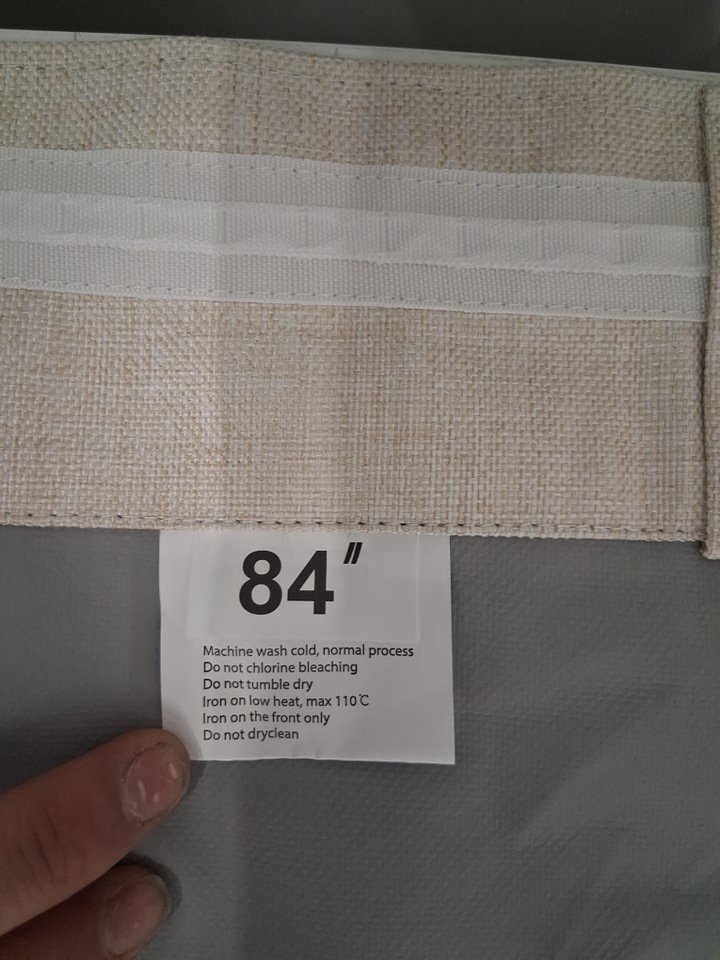 84"
Machine wash cold, normal process
Do not chlorine bleaching
Do not tumble dry
Iron on low heat, max 110℃
Iron on the front only
Do not dryclean